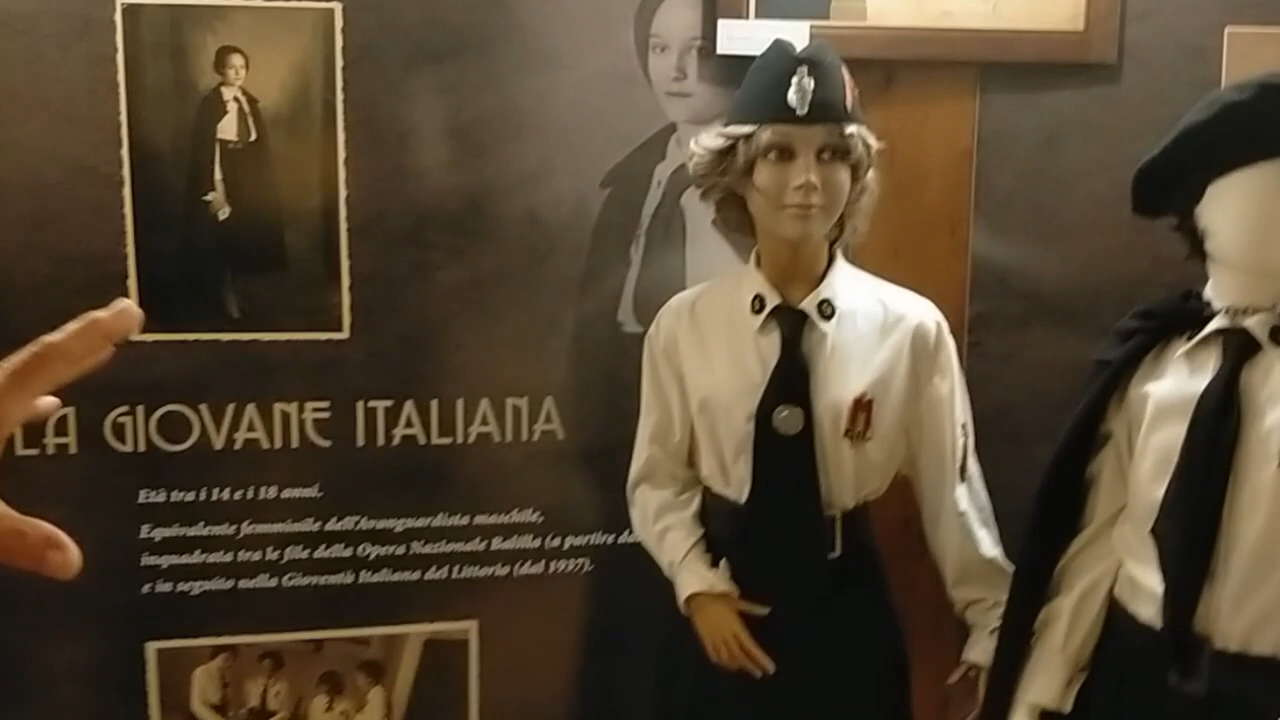 LA GIOVANE ITALIANA
Età tra i 14 e i 18 anni.
Equivalente femminile dell'Avanguardista maschile,
inquadrata tra le file della Opera Nazionale Balilla (a partire
e in seguito nella Gioventù Italiana del Littorio (dal 1937).